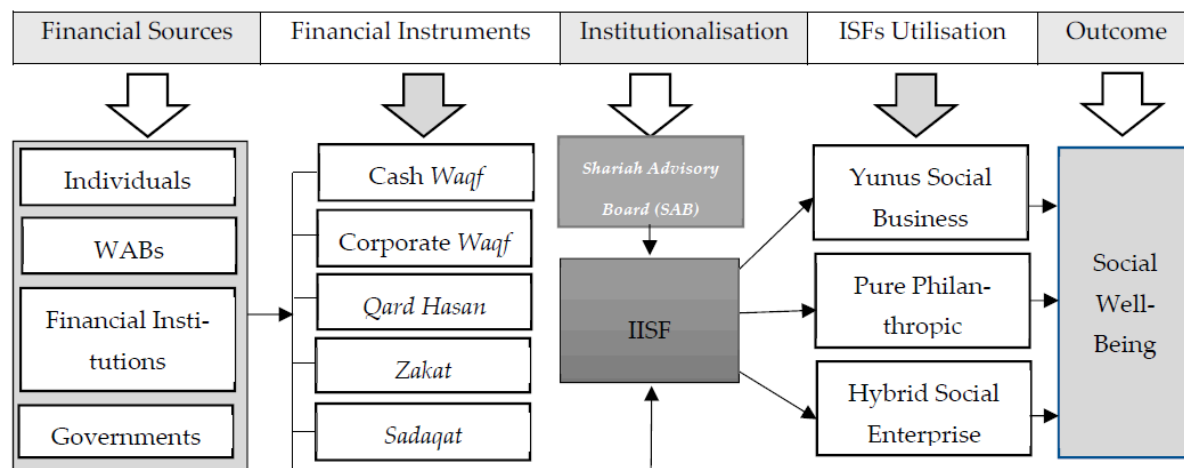 Financial Sources
Financial Instruments
Institutionalisation
ISFs Utilisation
Outcome
Individuals
WABs
Financial Insti-
tutions
Governments
Cash Waqf
Corporate Waqf
Qard Hasan
Zakat
Sadaqat
Shariah Advisory
Board (SAB)
IISF
Yunus Social
Business
Pure Philan-
thropic
Hybrid Social
Enterprise
Social
Well-
Being